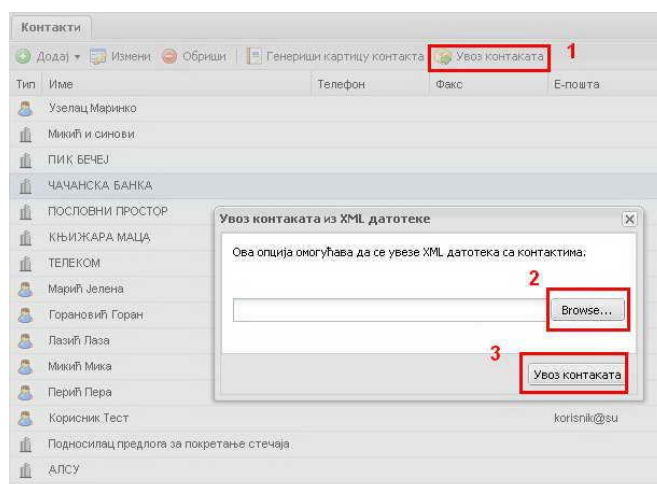 Контакти
Додај Измени Обриши Генериши картицу контакта Увоз контаката 1
Тип Име Телефон Факс Е-пошта
Узелац Маринко
Микић и синови
ПИК БЕЧЕЈ
ЧАЧАНСКА БАНКА
ПОСЛОВНИ ПРОСТОР
КЊИЖАРА МАЦА
ТЕЛЕКОМ
Марић Јелена
Горановић Горан
Лазић Лаза
Микић Мика
Перић Пера
Корисник Тест korisnik@su
Подносилац предлога за покретање стечаја
АЛСУ
Увоз контаката из XML датотеке
Ова опција омогућава да се увезе XML датотека са контактима:
2
Browse...
3
Увоз контаката